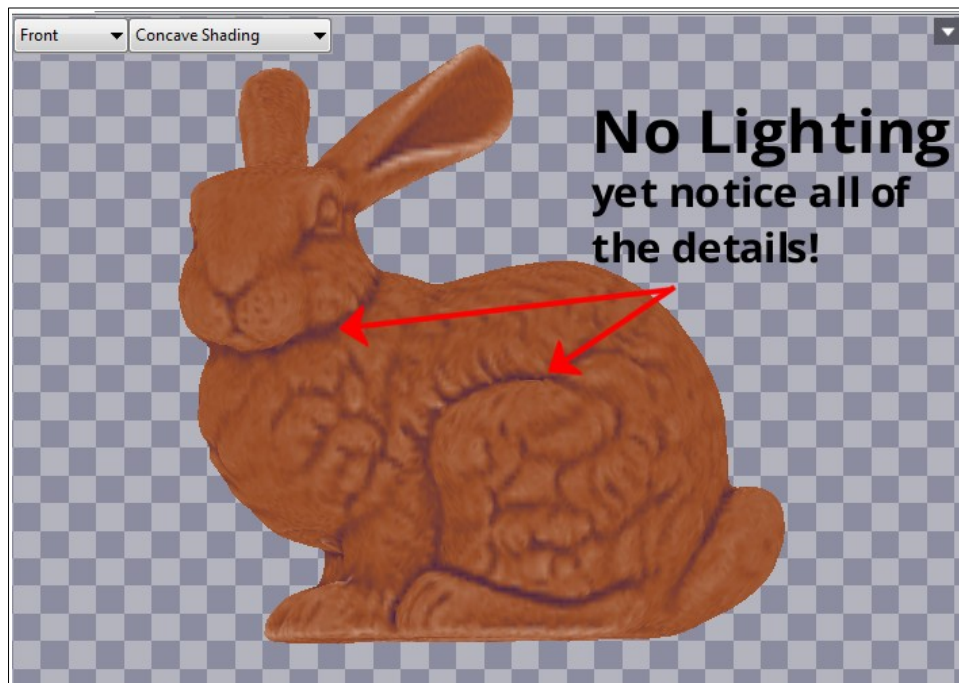 Front
Concave Shading
No Lighting
yet notice all of
the details!